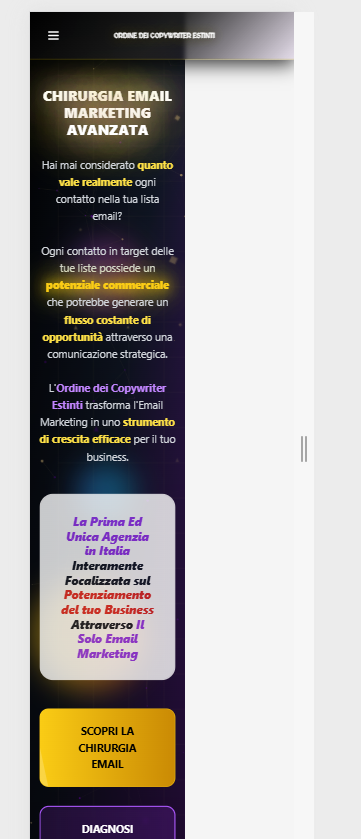 ORDINE DEI COPYWRITER ESTINTI
CHIRURGIA EMAIL
MARKETING
AVANZATA
Hai mai considerato quanto
vale realmente ogni
contatto nella tua lista
email?
Ogni contatto in target delle
tue liste possiede un
potenziale commerciale
che potrebbe generare un
flusso costante di
opportunità attraverso una
comunicazione strategica.
L'Ordine dei Copywriter
Estinti trasforma l'Email
Marketing in uno strumento
di crescita efficace per il tuo
business.
La Prima Ed
Unica Agenzia
in Italia
Interamente
Focalizzata sul
Potenziamento
del tuo Business
Attraverso Il
Solo Email
Marketing
SCOPRI LA
CHIRURGIA
EMAIL
DIAGNOSI